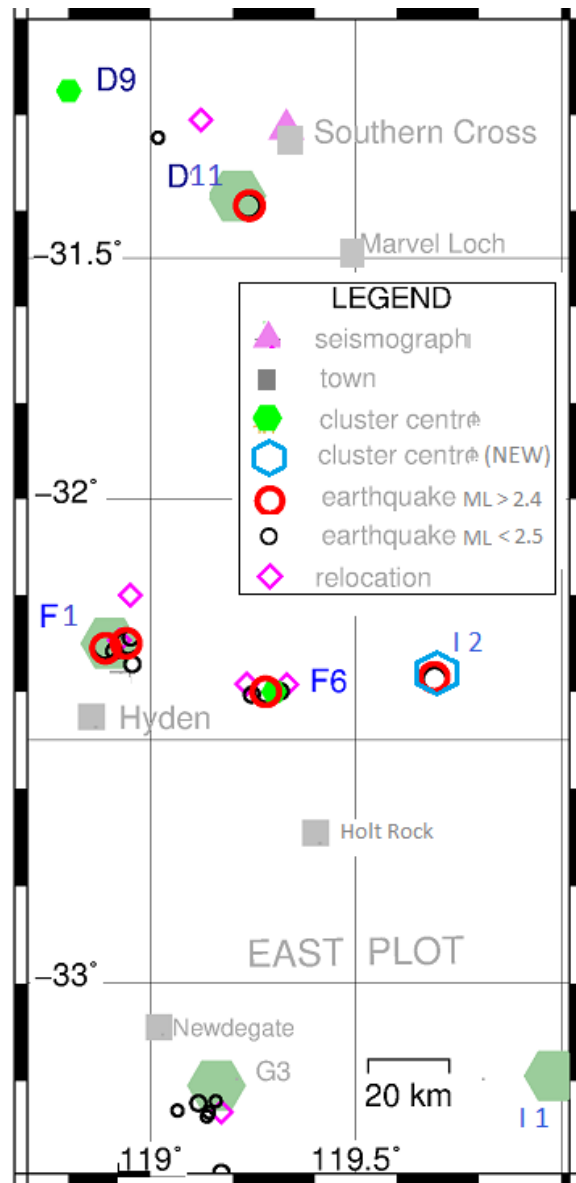 D9
Southern Cross
D11
Marvel Loch
-31.5°
LEGEND
seismograph
town
cluster centre
cluster centre (NEW)
-32°
earthquake ML > 2.4
earthquake ML < 2.5
relocation
F1
I 2
F6
Hyden
Holt Rock
EAST PLOT
-33°
Newdegate
G3
20 km
I 1
119°
119.5°